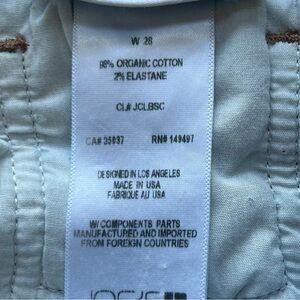 W 28
98% ORGANIC COTTON
2% ELASTANE
CL# JCLBSC
CA# 35937 RN# 149497
DESIGNED IN LOS ANGELES
MADE IN USA
FABRIQUE AU USA
W/COMPONENTS PARTS
MANUFACTURED AND IMPORTED
FROM FOREIGN COUNTRIES